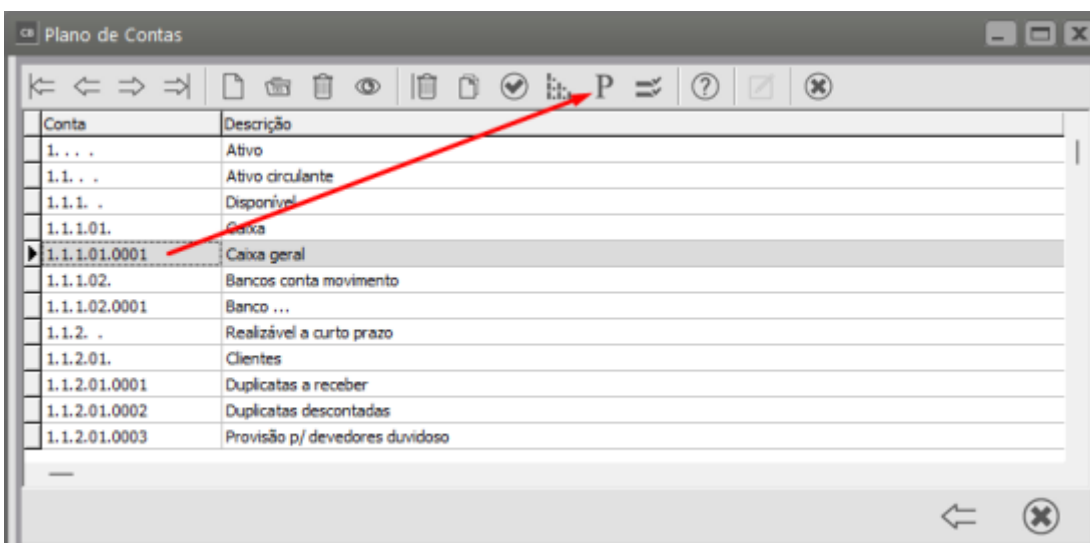 CB Plano de Contas
P ?
Conta Descrição
1. . . . Ativo
1.1. . . Ativo circulante
1.1.1. . Disponível
1.1.1.01. Caixa
1.1.1.01.0001 Caixa geral
1.1.1.02. Bancos conta movimento
1.1.1.02.0001 Banco ...
1.1.2. . Realizável a curto prazo
1.1.2.01. Clientes
1.1.2.01.0001 Duplicatas a receber
1.1.2.01.0002 Duplicatas descontadas
1.1.2.01.0003 Provisão p/ devedores duvidoso